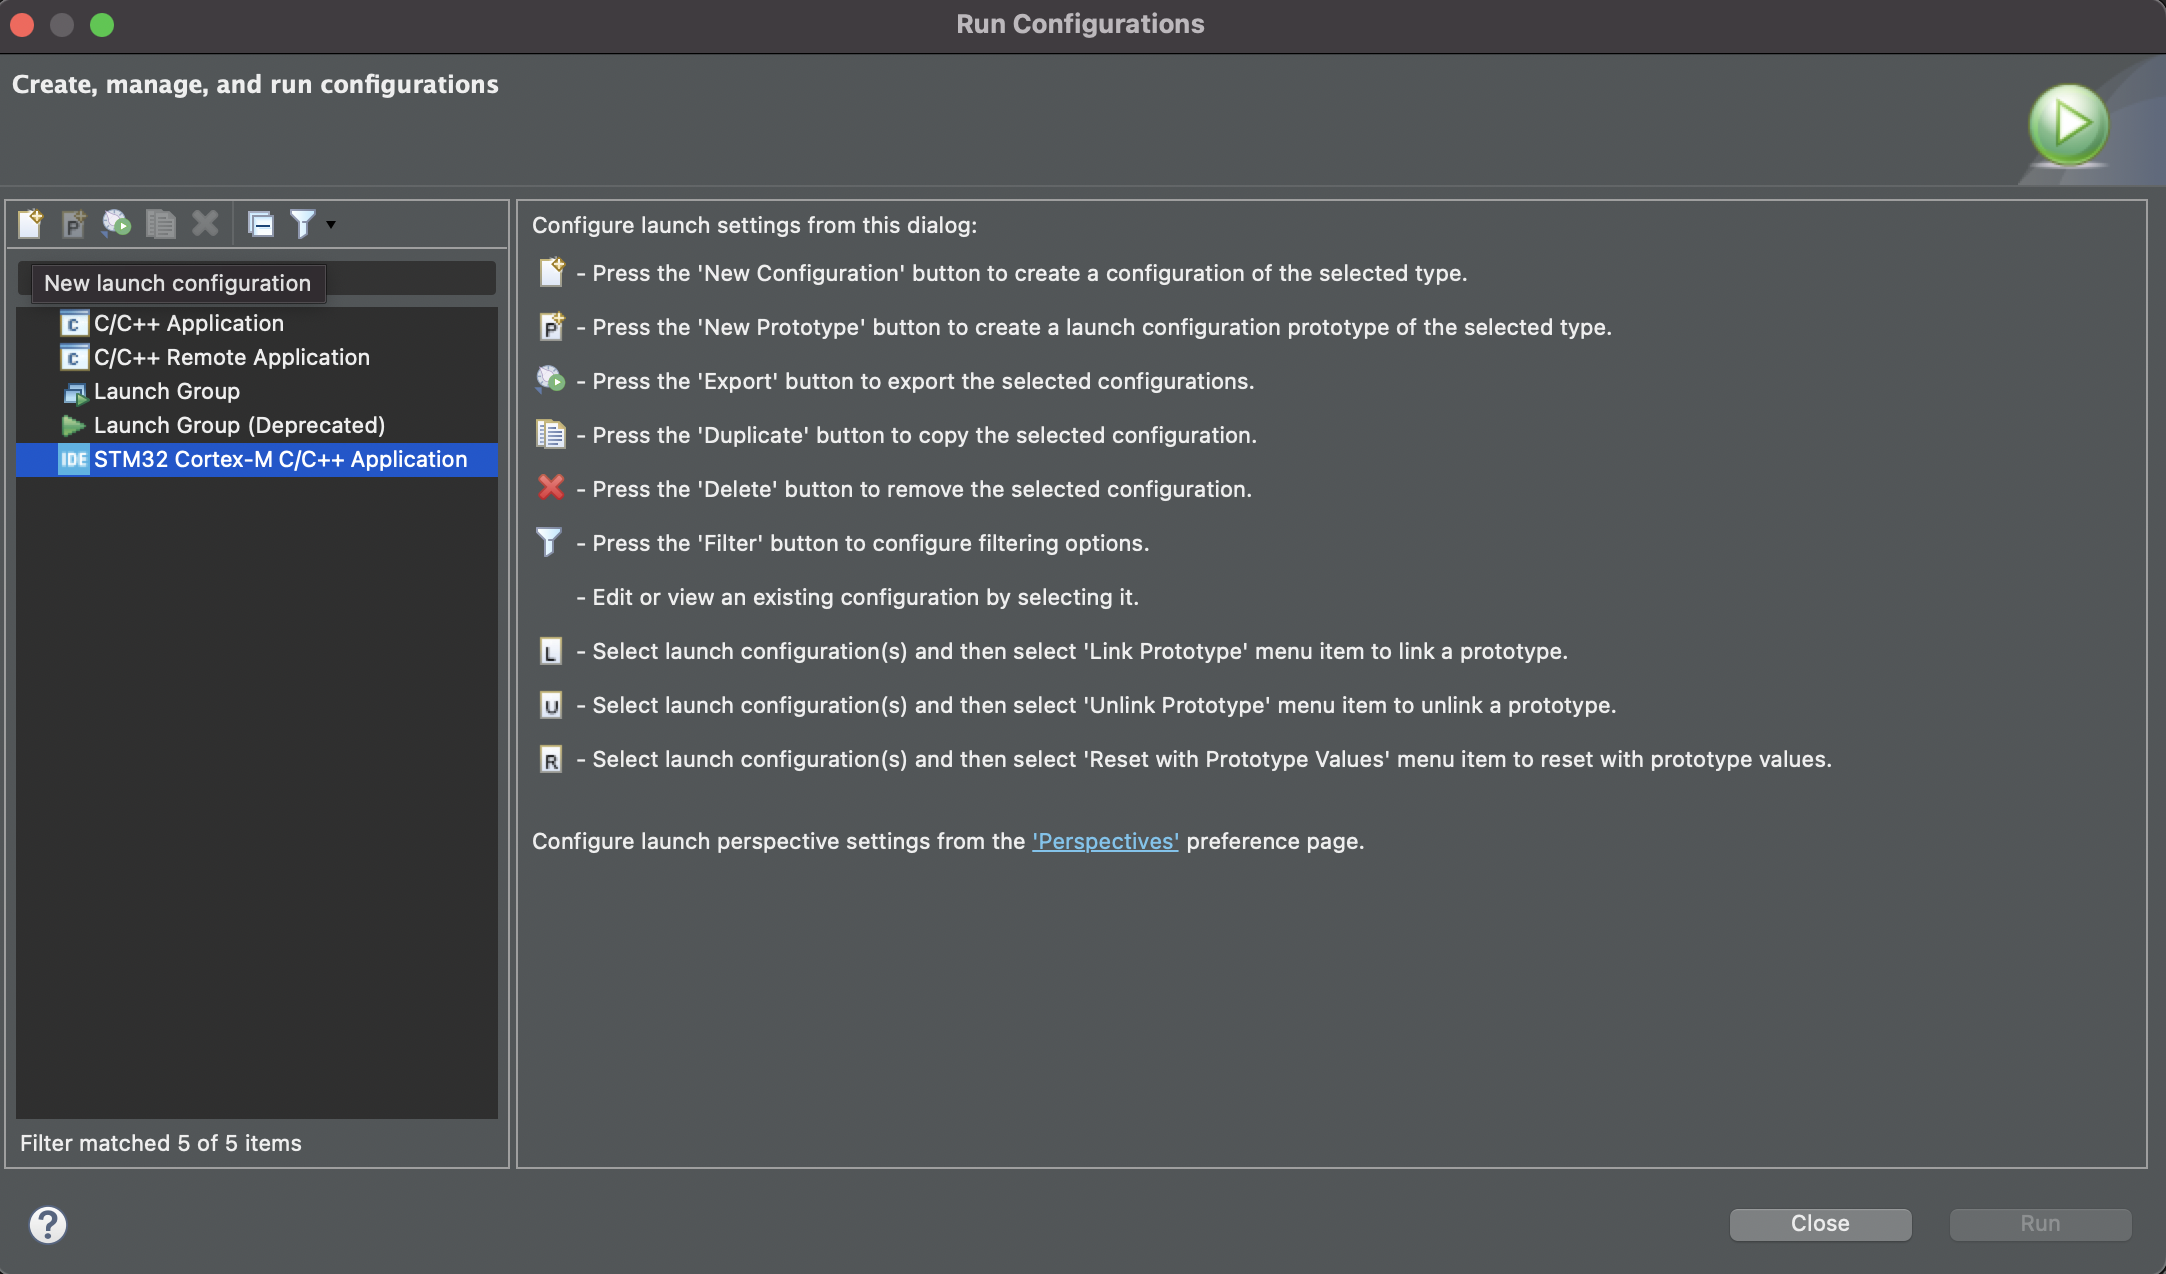 Run Configurations
Create, manage, and run configurations
New launch configuration
C/C++ Application
C/C++ Remote Application
Launch Group
Launch Group (Deprecated)
IDE STM32 Cortex-M C/C++ Application
Filter matched 5 of 5 items
Configure launch settings from this dialog:
- Press the 'New Configuration' button to create a configuration of the selected type.
- Press the 'New Prototype' button to create a launch configuration prototype of the selected type.
- Press the 'Export' button to export the selected configurations.
- Press the 'Duplicate' button to copy the selected configuration.
- Press the 'Delete' button to remove the selected configuration.
- Press the 'Filter' button to configure filtering options.
- Edit or view an existing configuration by selecting it.
L - Select launch configuration(s) and then select 'Link Prototype' menu item to link a prototype.
U - Select launch configuration(s) and then select 'Unlink Prototype' menu item to unlink a prototype.
R - Select launch configuration(s) and then select 'Reset with Prototype Values' menu item to reset with prototype values.
Configure launch perspective settings from the 'Perspectives' preference page.
Close
Run